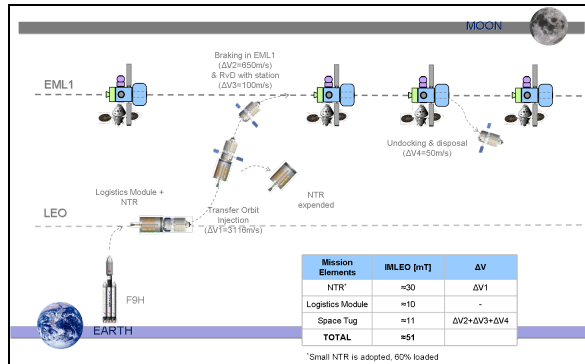 MOON
Braking in EML1
(ΔV2=650m/s)
& RvD with station
(ΔV3=100m/s)
EML1
Undocking & disposal
(ΔV4=50m/s)
Logistics Module +
NTR
NTR
expended
LEO
Transfer Orbit
Injection
(ΔV1=3116m/s)
F9H
EARTH
Mission Elements IMLEO [mT] ΔV
NTR* ≈30 ΔV1
Logistics Module ≈10 -
Space Tug ≈11 ΔV2+ΔV3+ΔV4
TOTAL ≈51
*Small NTR is adopted, 60% loaded